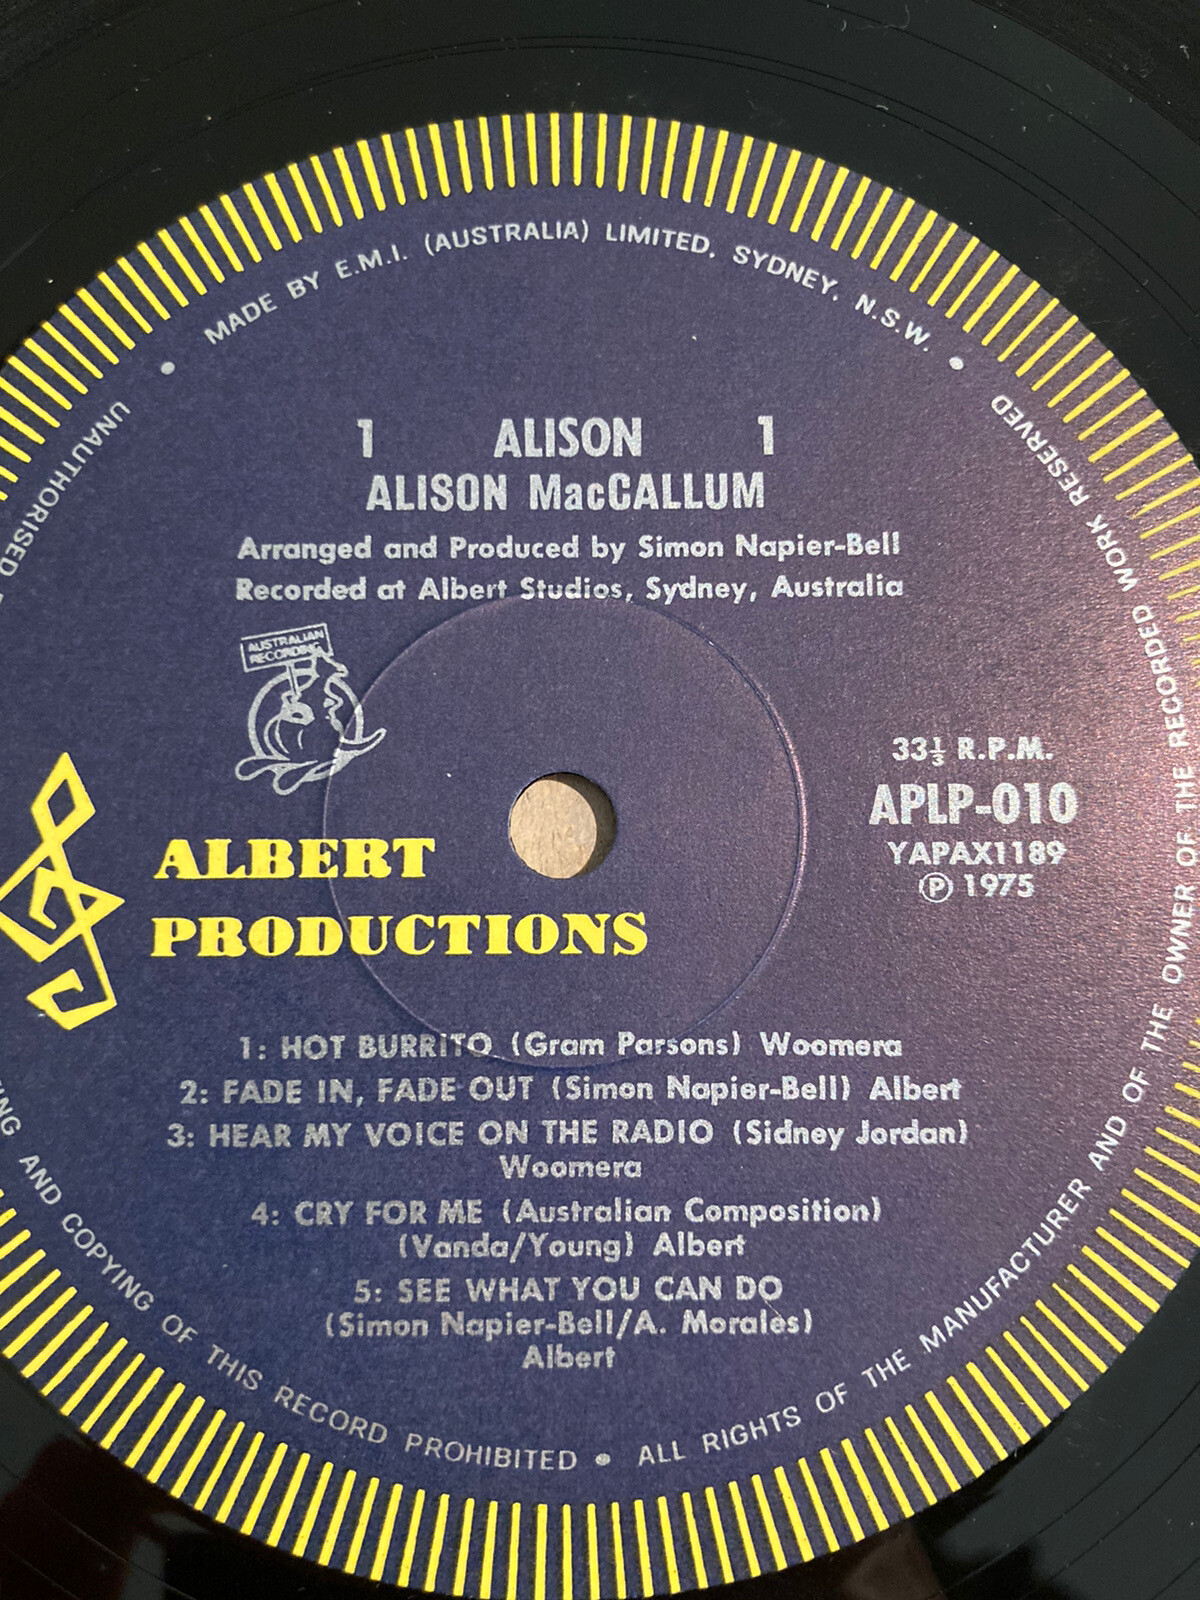 MADE BY E.M.I. (AUSTRALIA) LIMITED, SYDNEY, N.S.W. •
1 ALISON 1
ALISON MacCALLUM
Arranged and Produced by Simon Napier-Bell
Recorded at Albert Studios, Sydney, Australia
AUSTRALIAN
RECORDING
33⅓ R.P.M.
APLP-010
YAPAX1189
℗ 1975
ALBERT
PRODUCTIONS
1: HOT BURRITO (Gram Parsons) Woomera
2: FADE IN, FADE OUT (Simon Napier-Bell) Albert
3: HEAR MY VOICE ON THE RADIO (Sidney Jordan)
Woomera
4: CRY FOR ME (Australian Composition)
(Vanda/Young) Albert
5: SEE WHAT YOU CAN DO
(Simon Napier-Bell/A. Morales)
Albert
• UNAUTHORISED
AND COPYING OF THIS RECORD PROHIBITED • ALL RIGHTS OF THE MANUFACTURER AND OF THE OWNER OF THE RECORDED WORK RESERVED